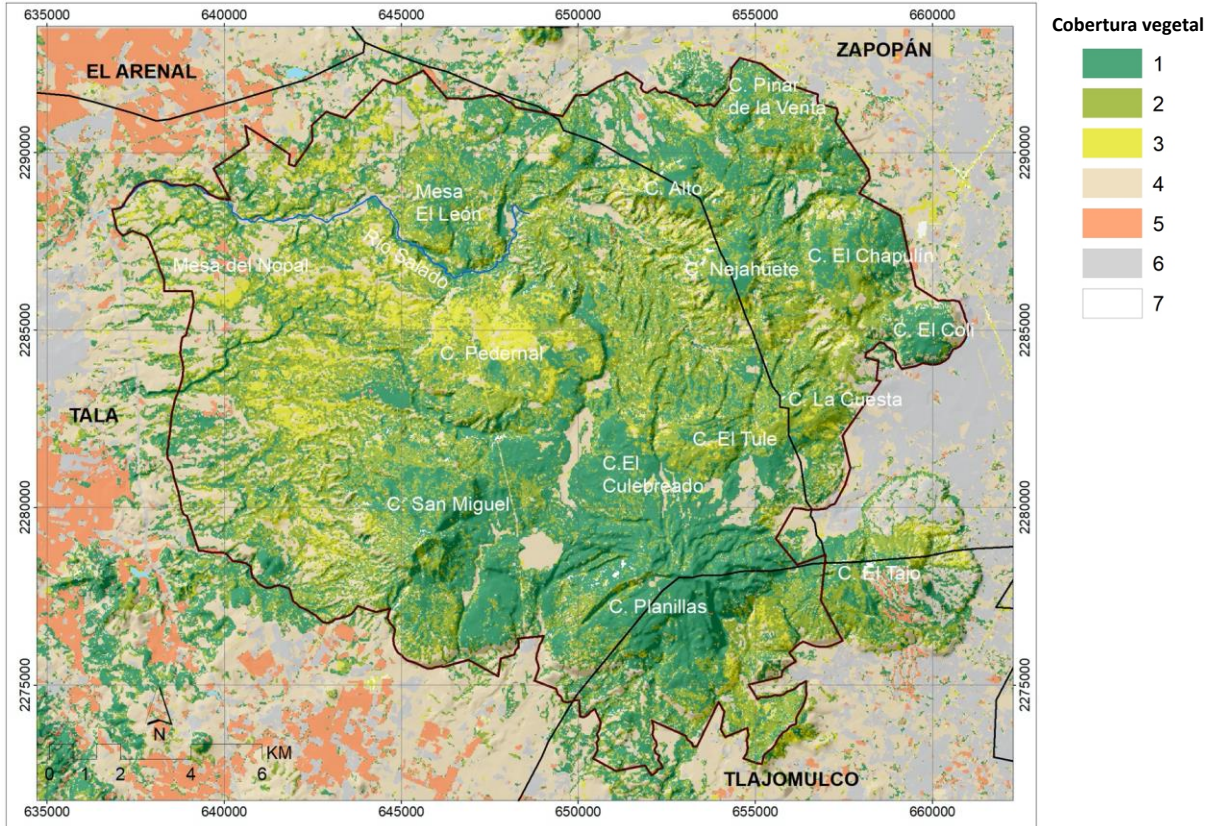 635000 640000 645000 650000 655000 660000
Cobertura vegetal
1
2
3
4
5
6
7
EL ARENAL
ZAPOPÁN
C. Pinar
de la Venta
2290000
2290000
Mesa
El León
C. Alto
Río Salado
Mesa del Nopal
C. Nejahuete
C. El Chapulín
2285000
2285000
C. El Coli
C. Pedernal
TALA
C. La Cuesta
C. El Tule
C.El
Culebreado
C. San Miguel
2280000
2280000
C. El Tajo
C. Planillas
2275000
2275000
N
KM
0 1 2 4 6
TLAJOMULCO
635000 640000 645000 650000 655000 660000